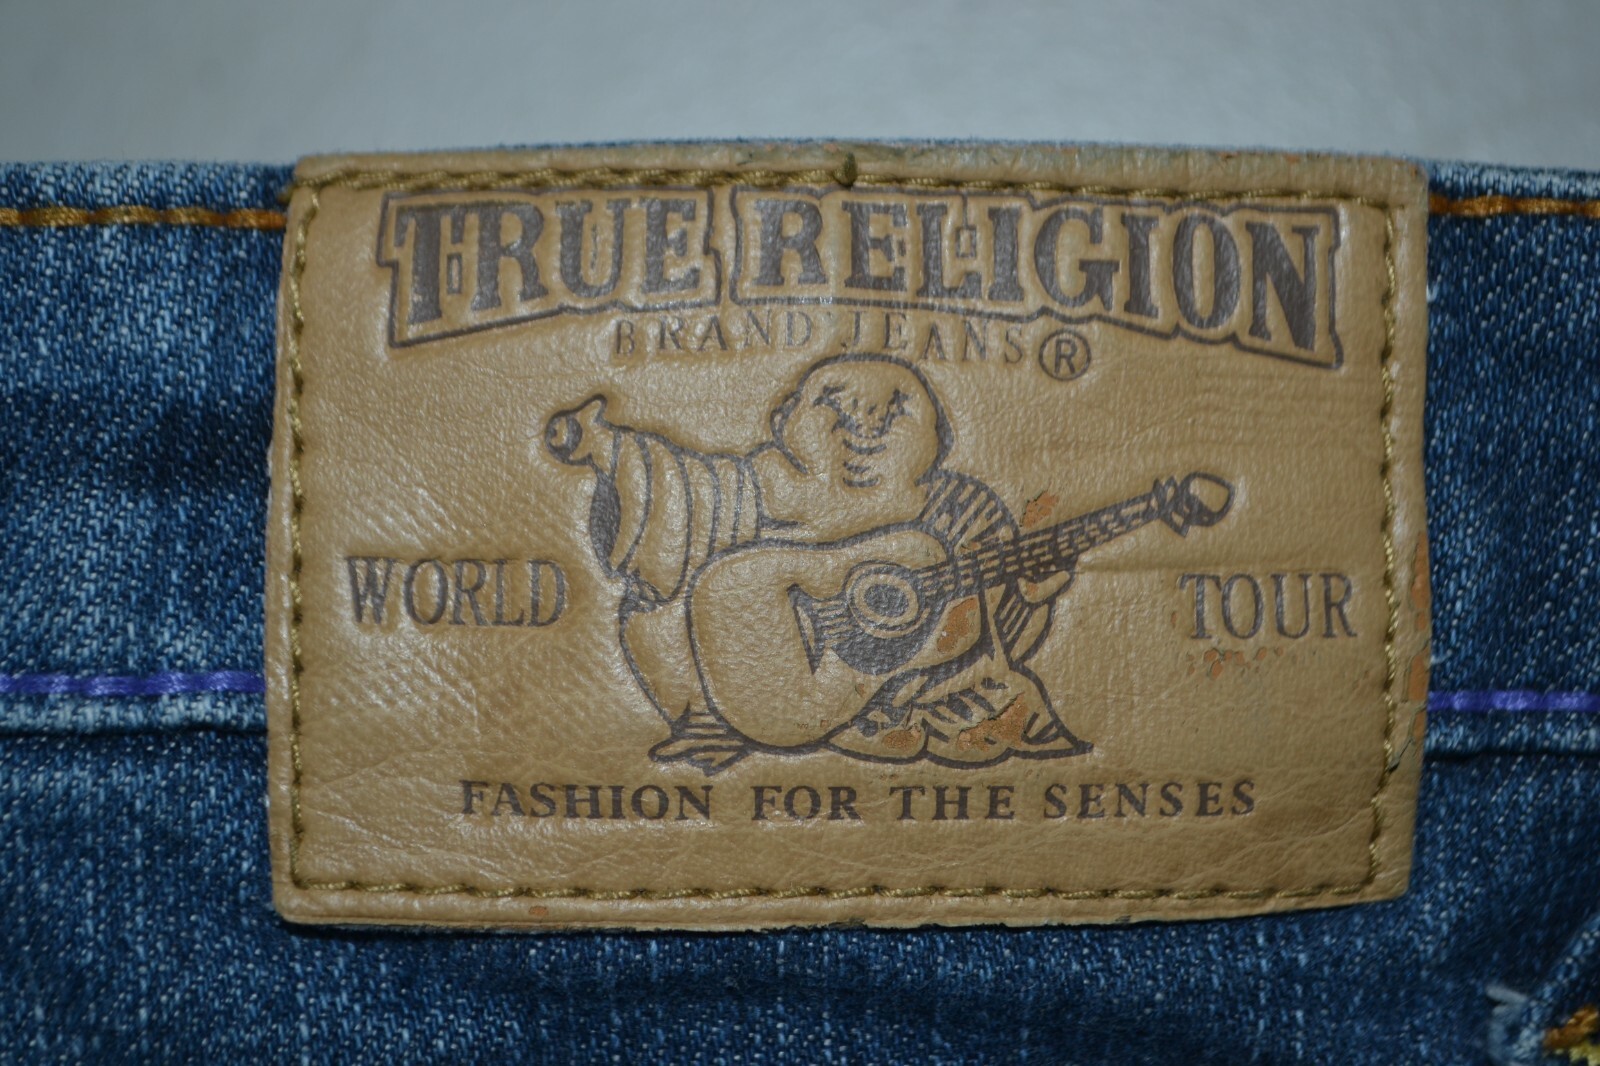 TRUE RELIGION
BRAND JEANS®
WORLD TOUR
FASHION FOR THE SENSES